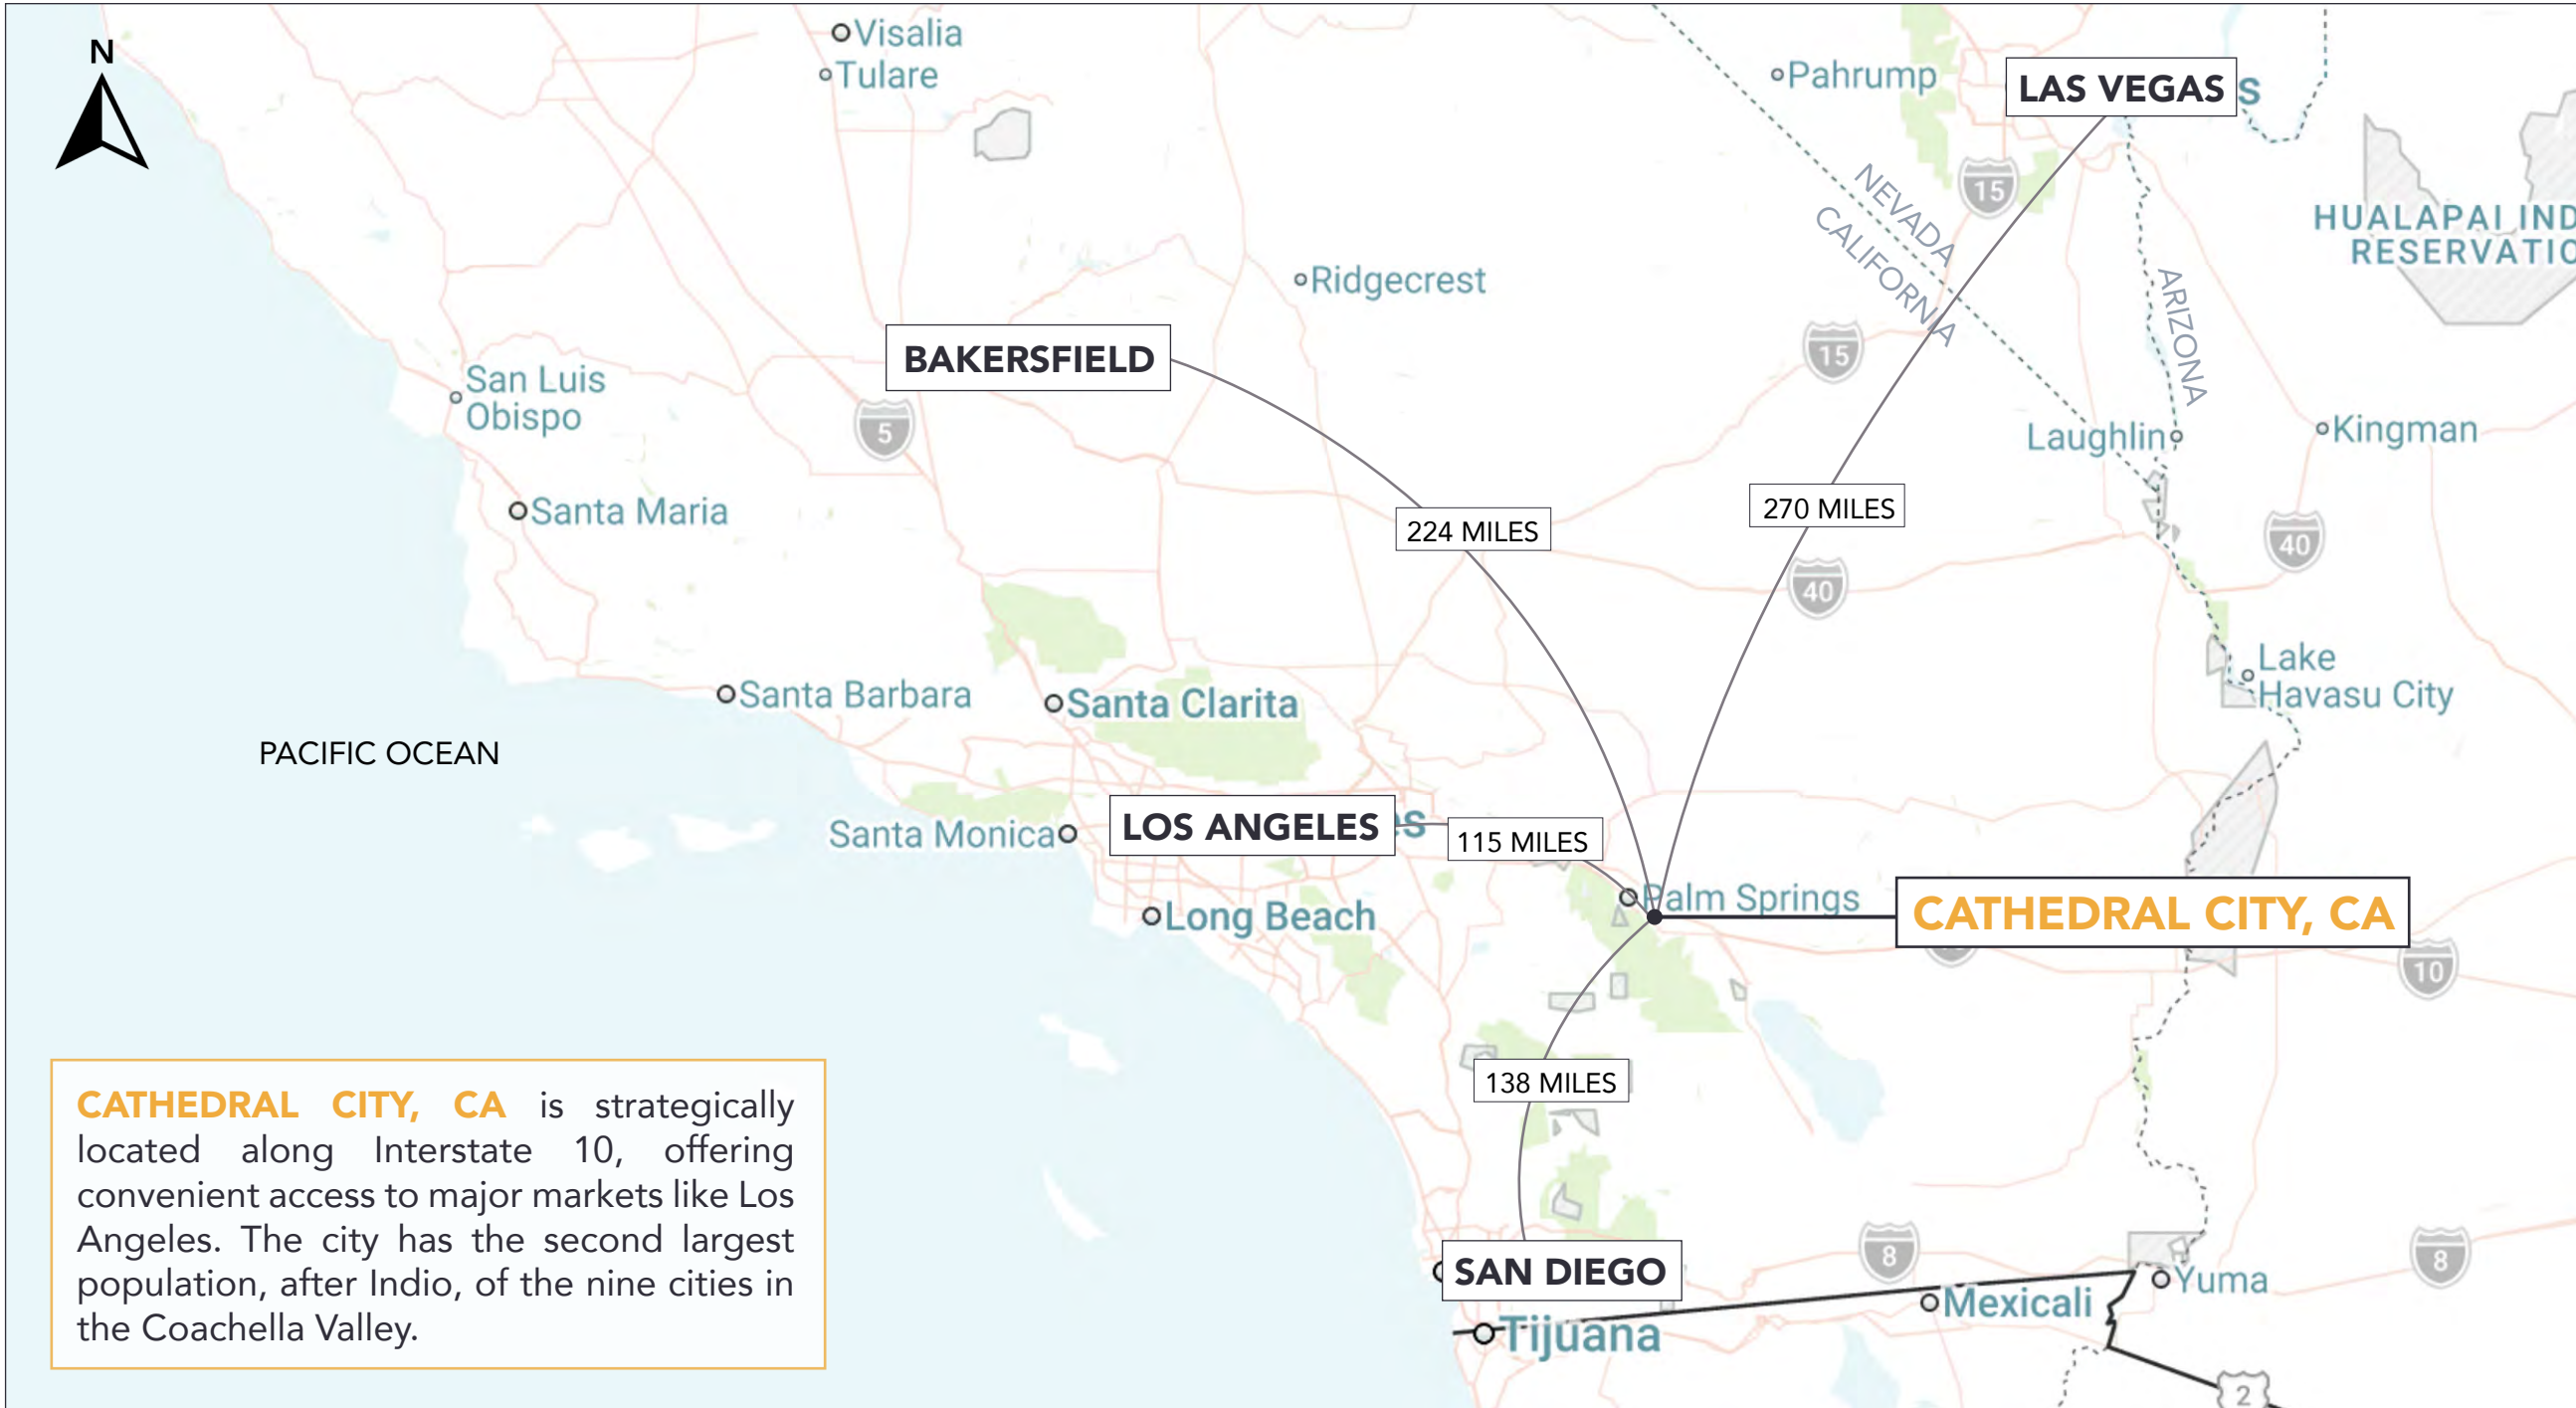 N
Visalia
Tulare
Pahrump
LAS VEGAS
s
15
NEVADA
CALIFORNIA
ARIZONA
HUALAPAI IND
RESERVATIO
Ridgecrest
BAKERSFIELD
15
San Luis
Obispo
5
Laughlin
Kingman
Santa Maria
224 MILES
270 MILES
40
40
Lake
Havasu City
Santa Barbara
Santa Clarita
PACIFIC OCEAN
Santa Monica
LOS ANGELES
es
115 MILES
Palm Springs
CATHEDRAL CITY, CA
Long Beach
10
138 MILES
CATHEDRAL CITY, CA is strategically
located along Interstate 10, offering
convenient access to major markets like Los
Angeles. The city has the second largest
population, after Indio, of the nine cities in
the Coachella Valley.
SAN DIEGO
8
8
Yuma
Mexicali
Tijuana
2